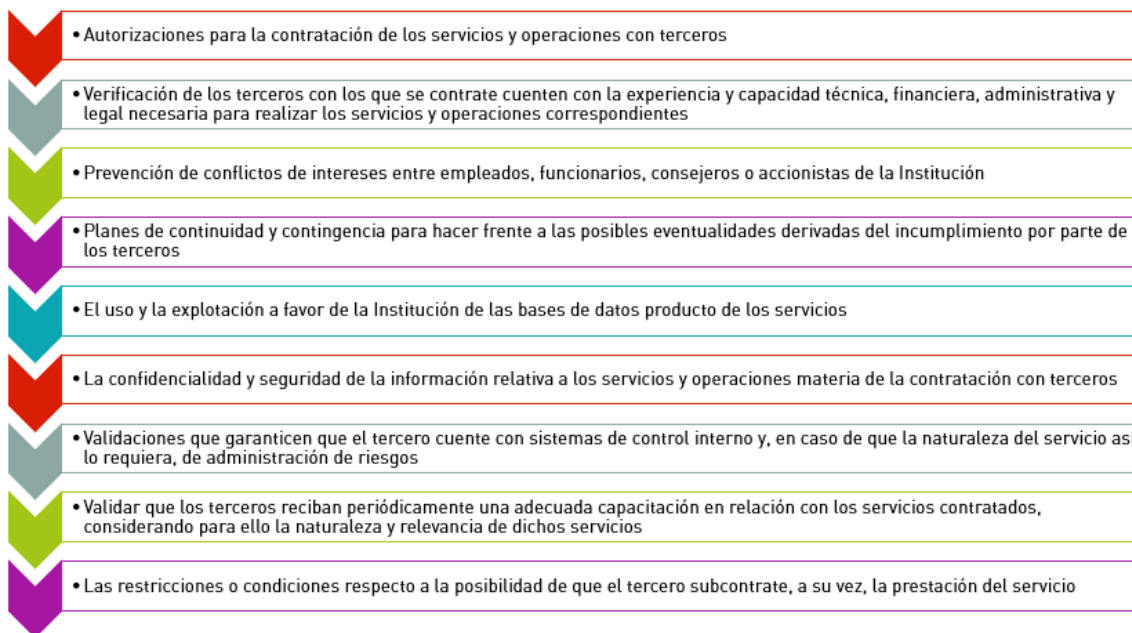 • Autorizaciones para la contratación de los servicios y operaciones con terceros
• Verificación de los terceros con los que se contrate cuenten con la experiencia y capacidad técnica, financiera, administrativa y
legal necesaria para realizar los servicios y operaciones correspondientes
• Prevención de conflictos de intereses entre empleados, funcionarios, consejeros o accionistas de la Institución
• Planes de continuidad y contingencia para hacer frente a las posibles eventualidades derivadas del incumplimiento por parte de
los terceros
• El uso y la explotación a favor de la Institución de las bases de datos producto de los servicios
• La confidencialidad y seguridad de la información relativa a los servicios y operaciones materia de la contratación con terceros
• Validaciones que garanticen que el tercero cuente con sistemas de control interno y, en caso de que la naturaleza del servicio asi
lo requiera, de administración de riesgos
• Validar que los terceros reciban periódicamente una adecuada capacitación en relación con los servicios contratados,
considerando para ello la naturaleza y relevancia de dichos servicios
• Las restricciones o condiciones respecto a la posibilidad de que el tercero subcontrate, a su vez, la prestación del servicio